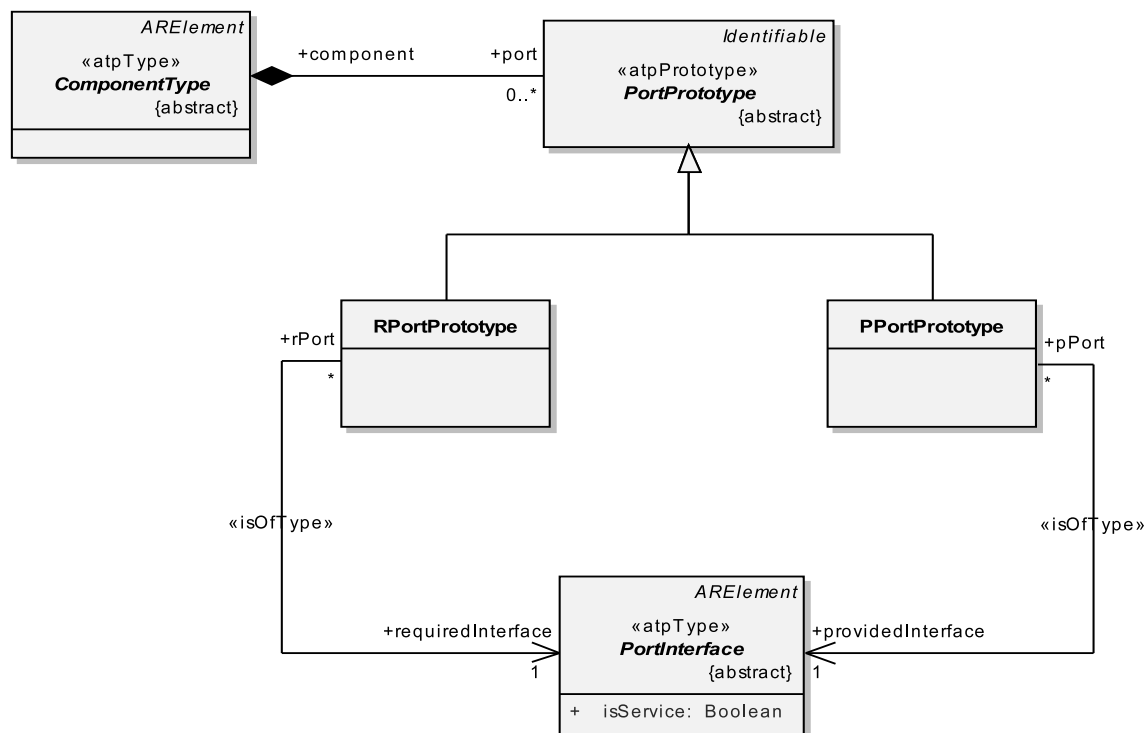 ARElement
«atpType»
ComponentType
{abstract}
+component
+port
0..*
Identifiable
«atpPrototype»
PortPrototype
{abstract}
RPortPrototype
PPortPrototype
+rPort
*
+pPort
*
«isOfType»
«isOfType»
ARElement
«atpType»
PortInterface
{abstract}
+requiredInterface
1
+providedInterface
1
+ isService: Boolean